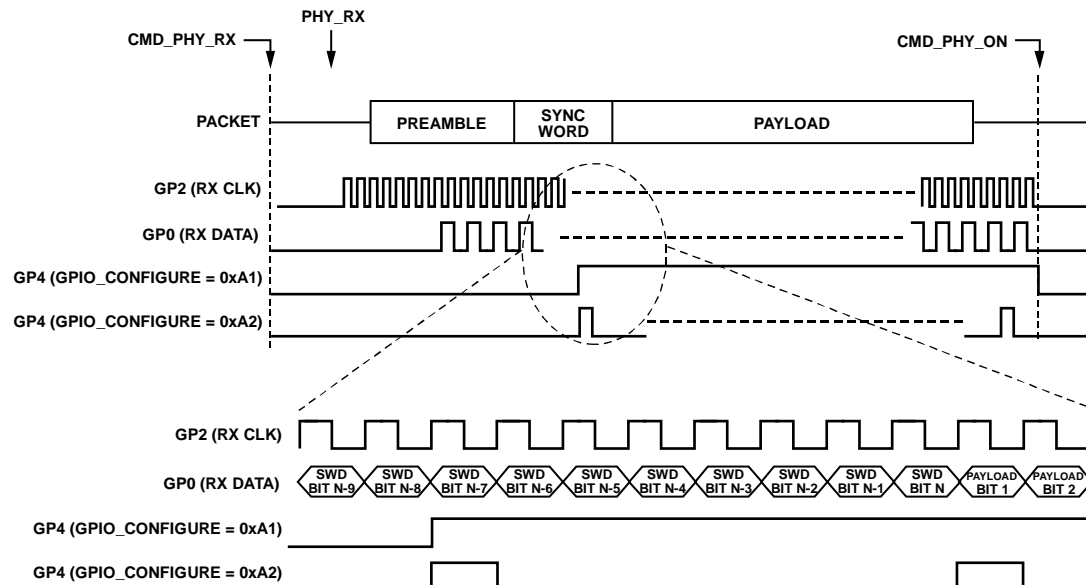 PHY_RX
CMD_PHY_RX
CMD_PHY_ON
PACKET
PREAMBLE
SYNC
WORD
PAYLOAD
GP2 (RX CLK)
GP0 (RX DATA)
GP4 (GPIO_CONFIGURE = 0xA1)
GP4 (GPIO_CONFIGURE = 0xA2)
GP2 (RX CLK)
GP0 (RX DATA)
SWD
BIT N-9
SWD
BIT N-8
SWD
BIT N-7
SWD
BIT N-6
SWD
BIT N-5
SWD
BIT N-4
SWD
BIT N-3
SWD
BIT N-2
SWD
BIT N-1
SWD
BIT N
PAYLOAD
BIT 1
PAYLOAD
BIT 2
GP4 (GPIO_CONFIGURE = 0xA1)
GP4 (GPIO_CONFIGURE = 0xA2)